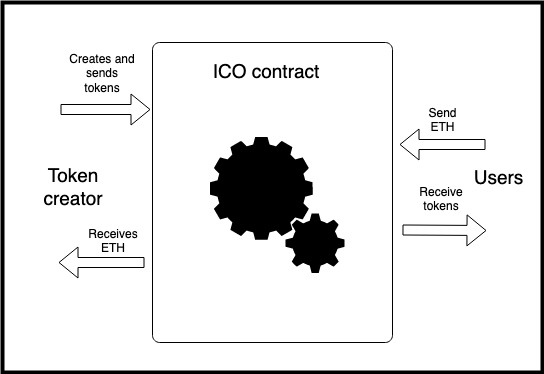 Creates and
sends
tokens
ICO contract
Send
ETH
Token
creator
Users
Receive
tokens
Receives
ETH